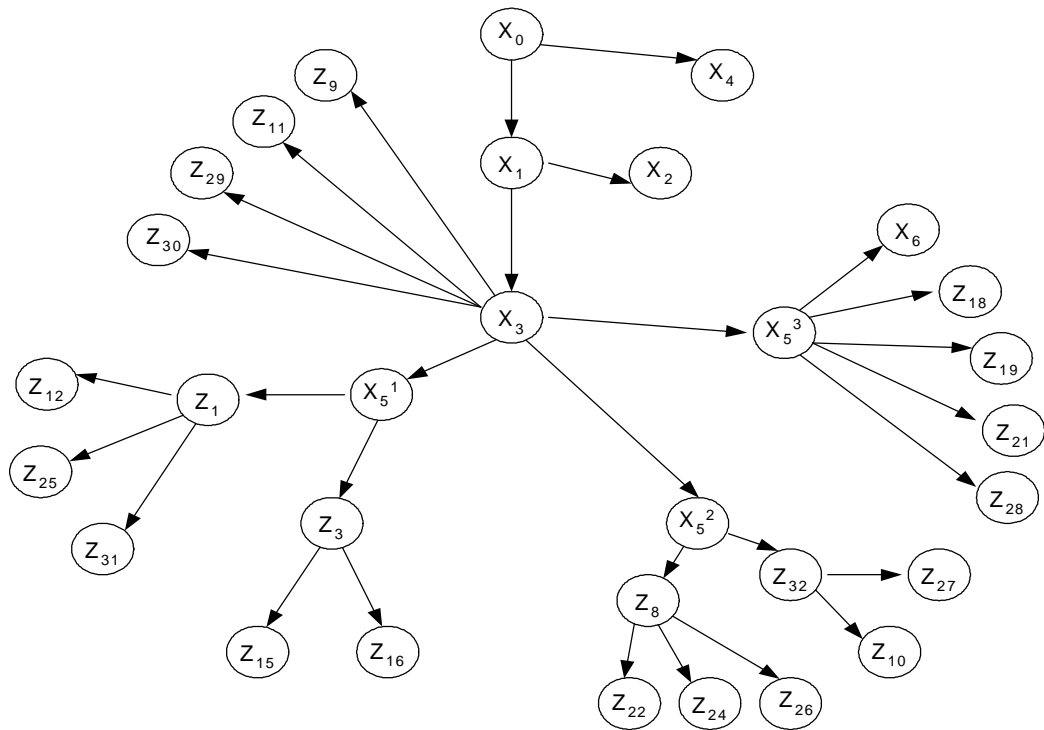 X₀
X₄
Z₉
Z₁₁
X₁
X₂
Z₂₉
Z₃₀
X₆
Z₁₈
X₃
X₅³
Z₁₉
Z₁₂
Z₁
X₅¹
Z₂₁
Z₂₅
Z₂₈
Z₃₁
Z₃
X₅²
Z₃₂
Z₂₇
Z₈
Z₁₅
Z₁₆
Z₁₀
Z₂₂
Z₂₄
Z₂₆